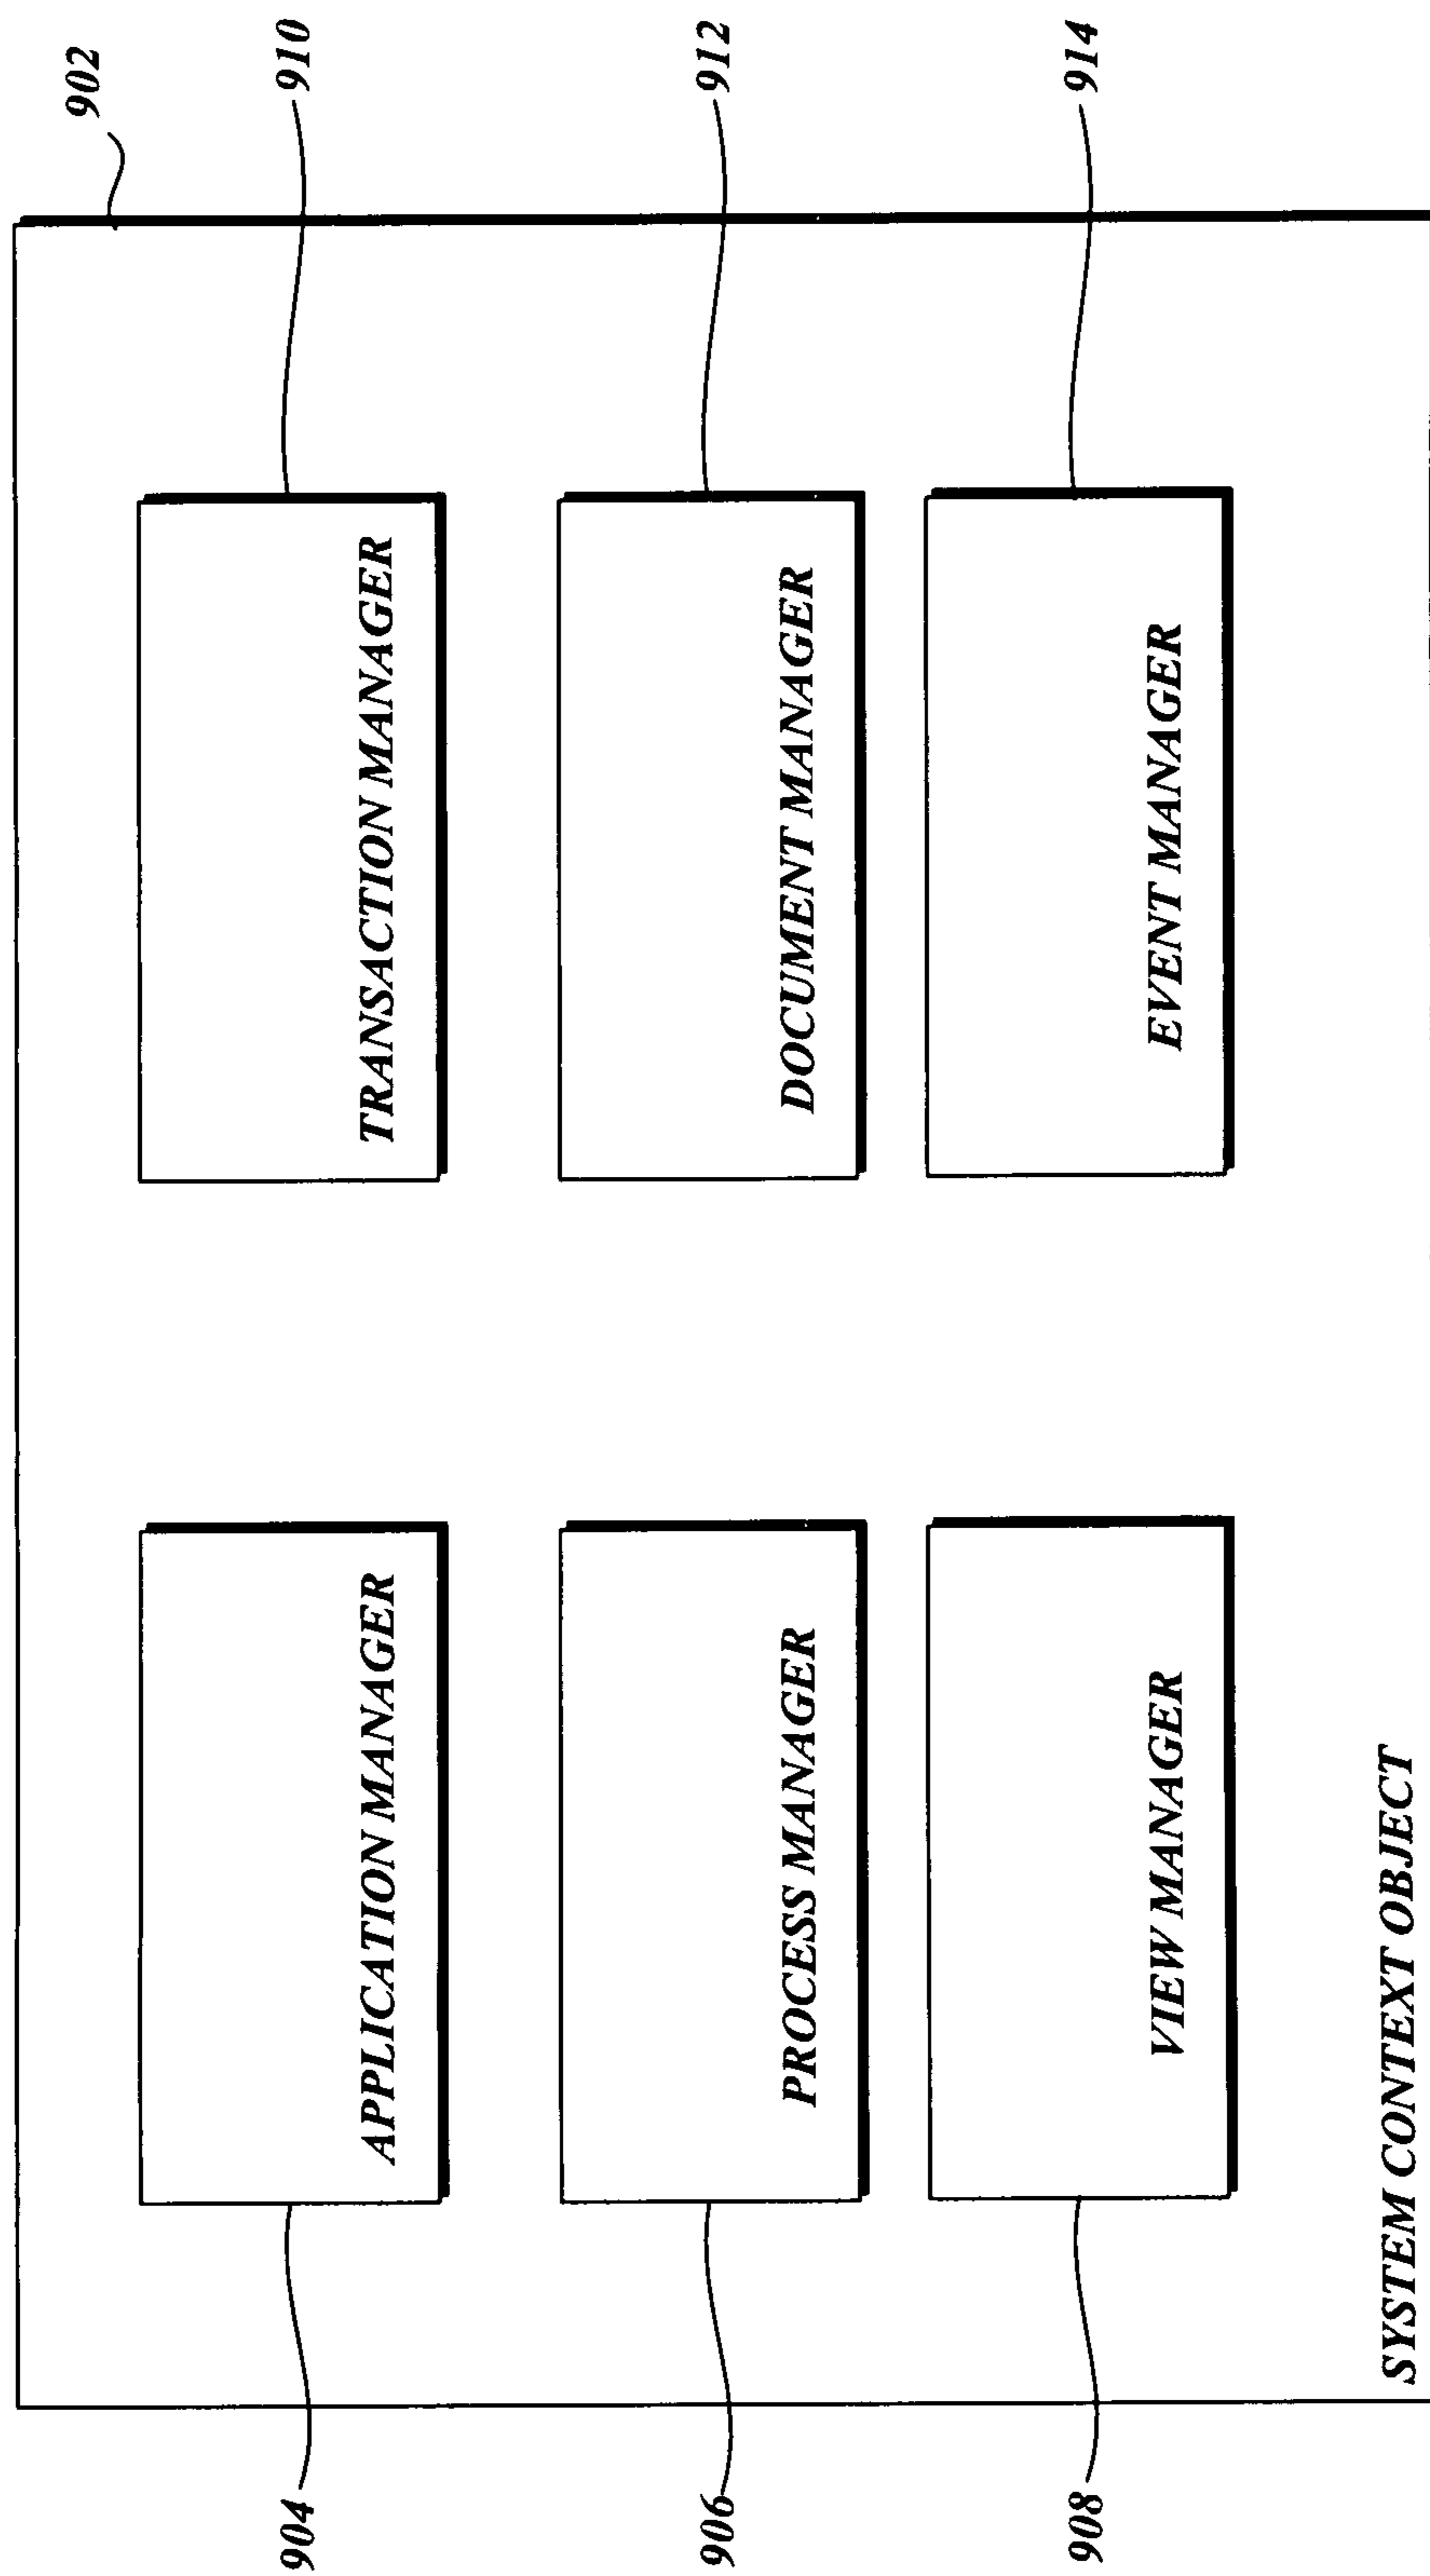 902
904
APPLICATION MANAGER
TRANSACTION MANAGER
910
906
PROCESS MANAGER
DOCUMENT MANAGER
912
908
VIEW MANAGER
EVENT MANAGER
914
SYSTEM CONTEXT OBJECT